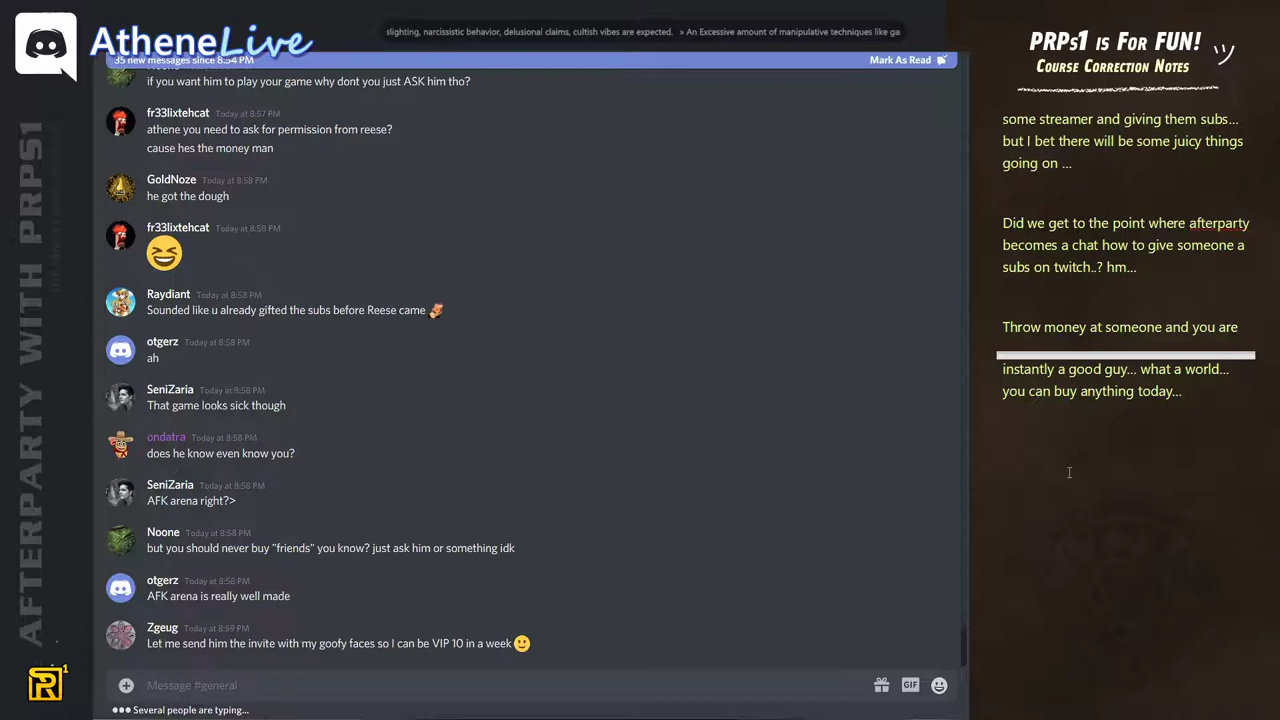 AtheneLive
slighting, narcissistic behavior, delusional claims, cultish vibes are expected. » An Excessive amount of manipulative techniques like ga
35 new messages since 8:54 PM
Mark As Read
if you want him to play your game why dont you just ASK him tho?
fr33lixtehcat Today at 8:57 PM
athene you need to ask for permission from reese?
cause hes the money man
GoldNoze Today at 8:58 PM
he got the dough
fr33lixtehcat Today at 8:58 PM
Raydiant Today at 8:58 PM
Sounded like u already gifted the subs before Reese came
otgerz Today at 8:58 PM
ah
SeniZaria Today at 8:58 PM
That game looks sick though
ondatra Today at 8:58 PM
does he know even know you?
SeniZaria Today at 8:58 PM
AFK arena right?>
Noone Today at 8:58 PM
but you should never buy "friends" you know? just ask him or something idk
otgerz Today at 8:58 PM
AFK arena is really well made
Zgeug Today at 8:59 PM
Let me send him the invite with my goofy faces so I can be VIP 10 in a week
Message #general
GIF
Several people are typing...
AFTERPARTY WITH PRPS1
R1
PRPs1 is For FUN! ツ
Course Correction Notes
some streamer and giving them subs...
but I bet there will be some juicy things
going on ...
Did we get to the point where afterparty
becomes a chat how to give someone a
subs on twitch..? hm...
Throw money at someone and you are
instantly a good guy... what a world...
you can buy anything today...